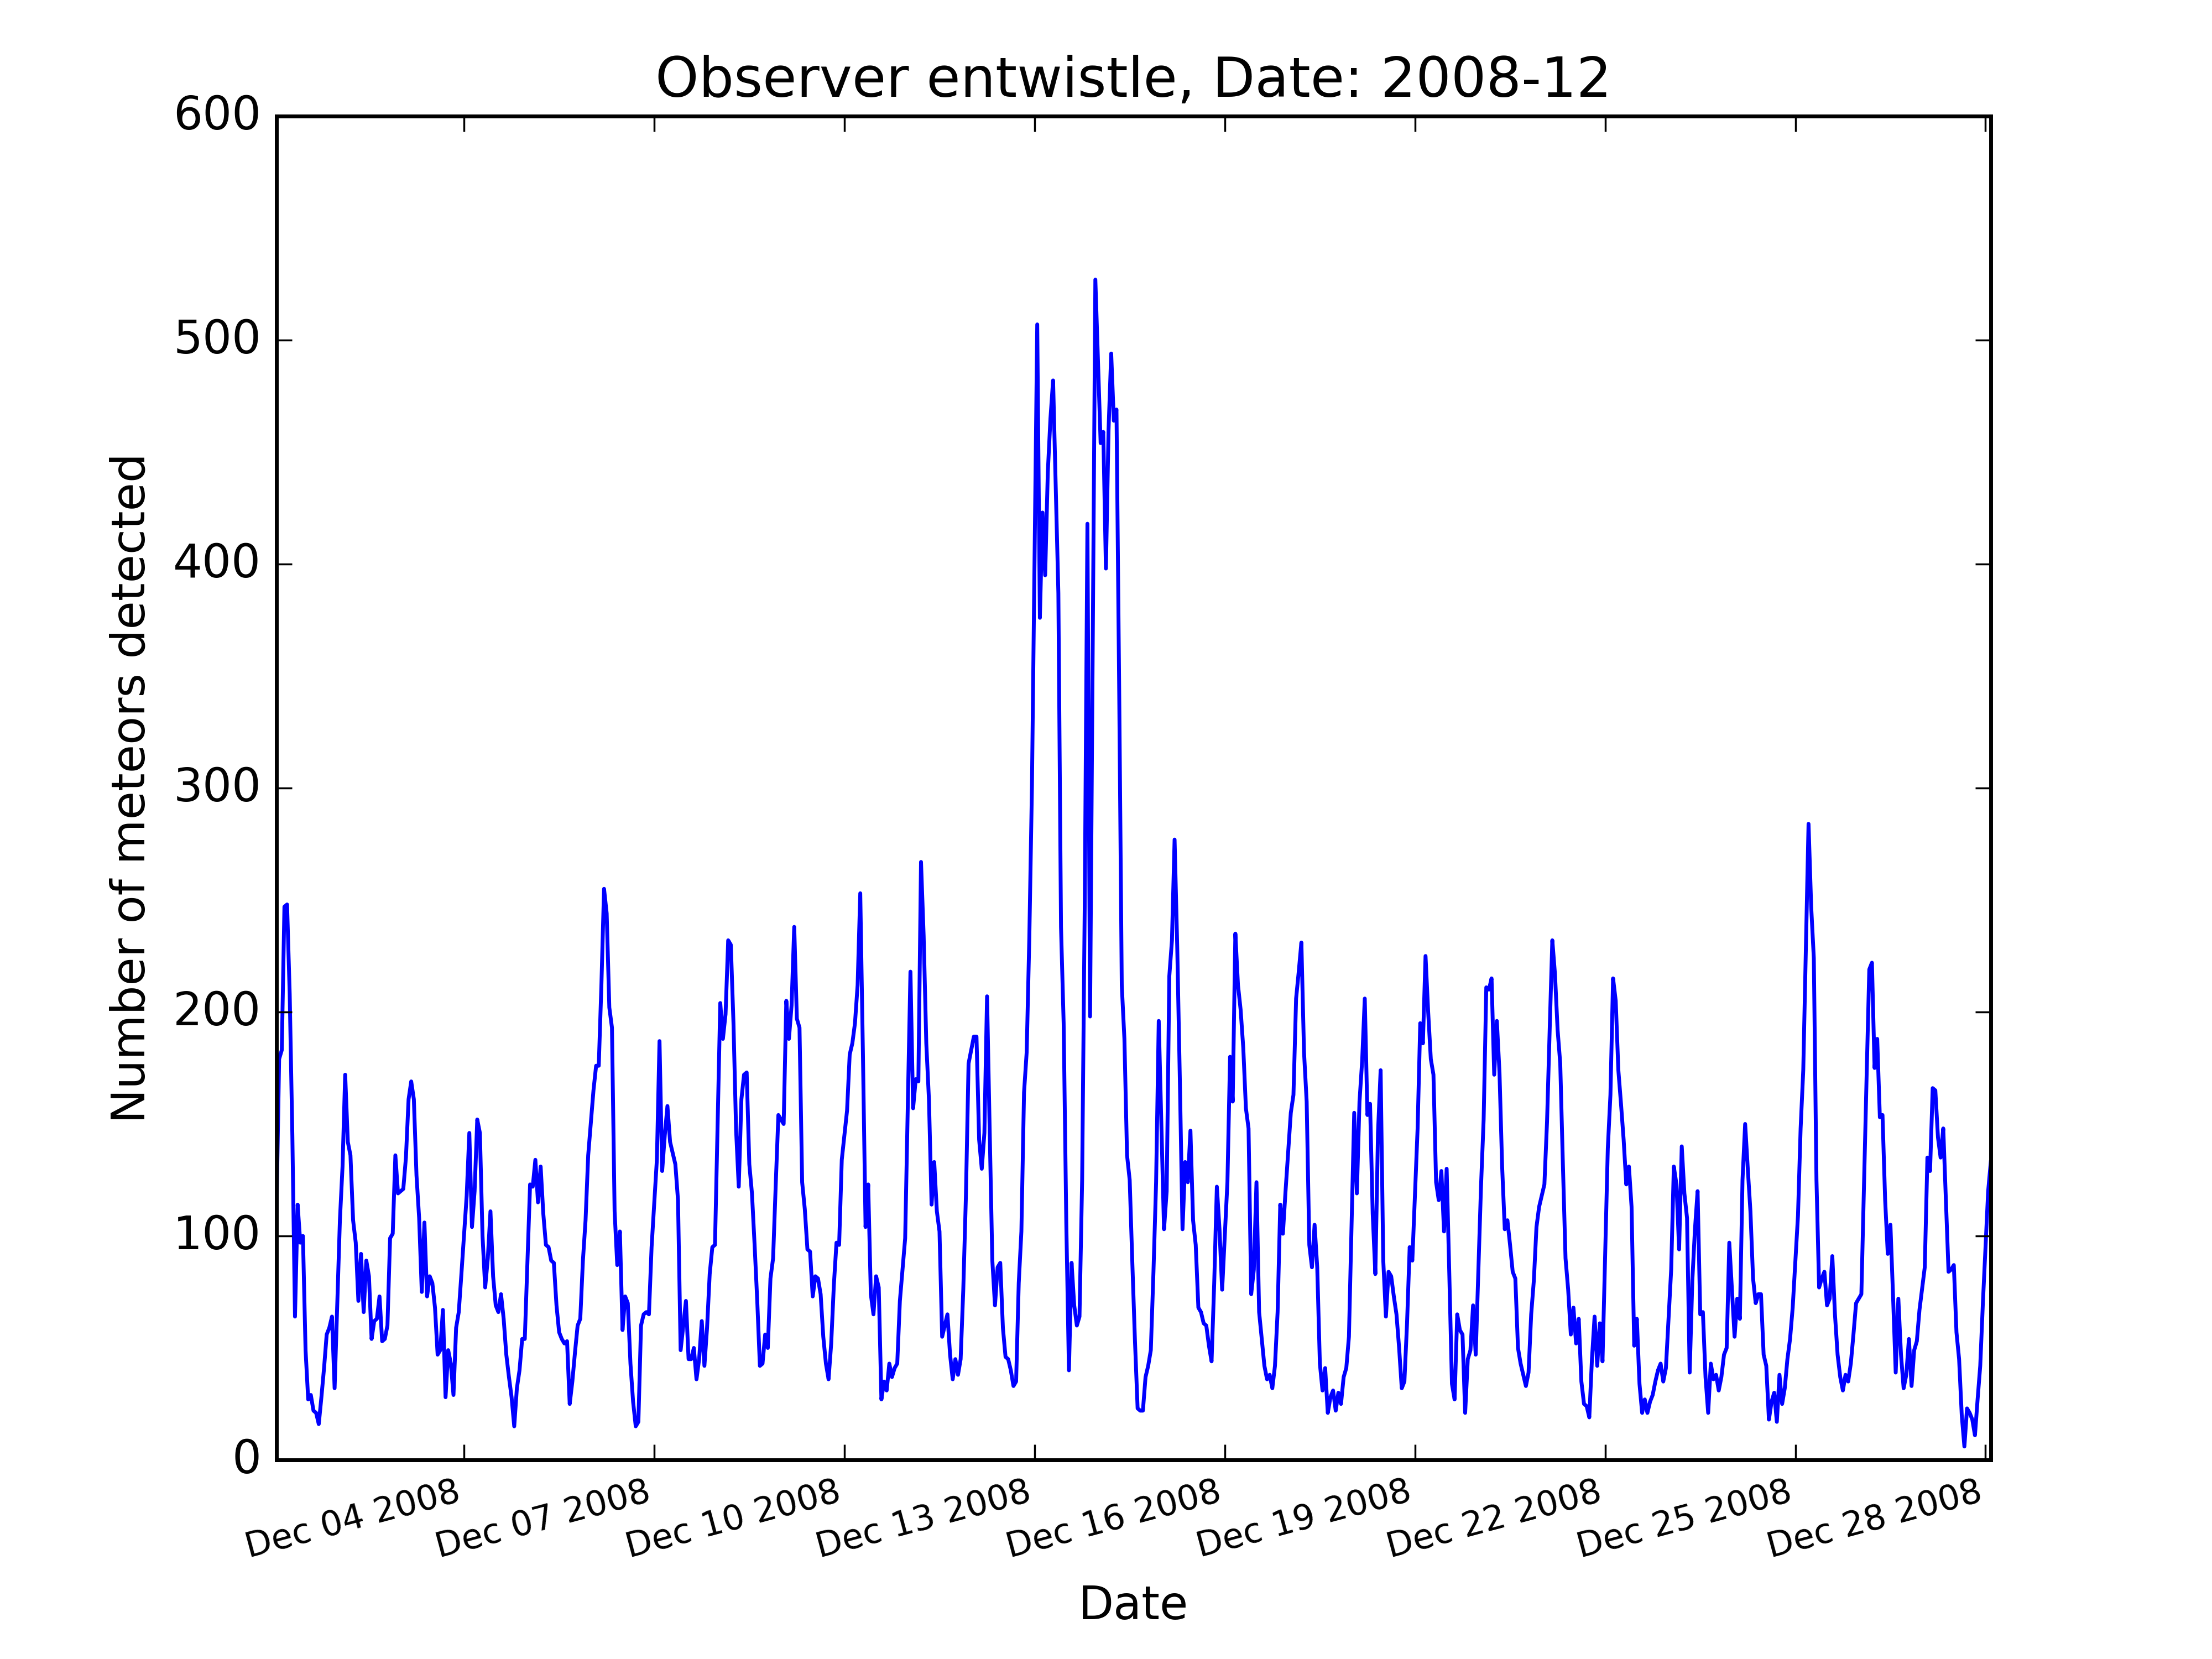 Observer entwistle, Date: 2008-12
Number of meteors detected
600
500
400
300
200
100
0
Dec 04 2008
Dec 07 2008
Dec 10 2008
Dec 13 2008
Dec 16 2008
Dec 19 2008
Dec 22 2008
Dec 25 2008
Dec 28 2008
Date